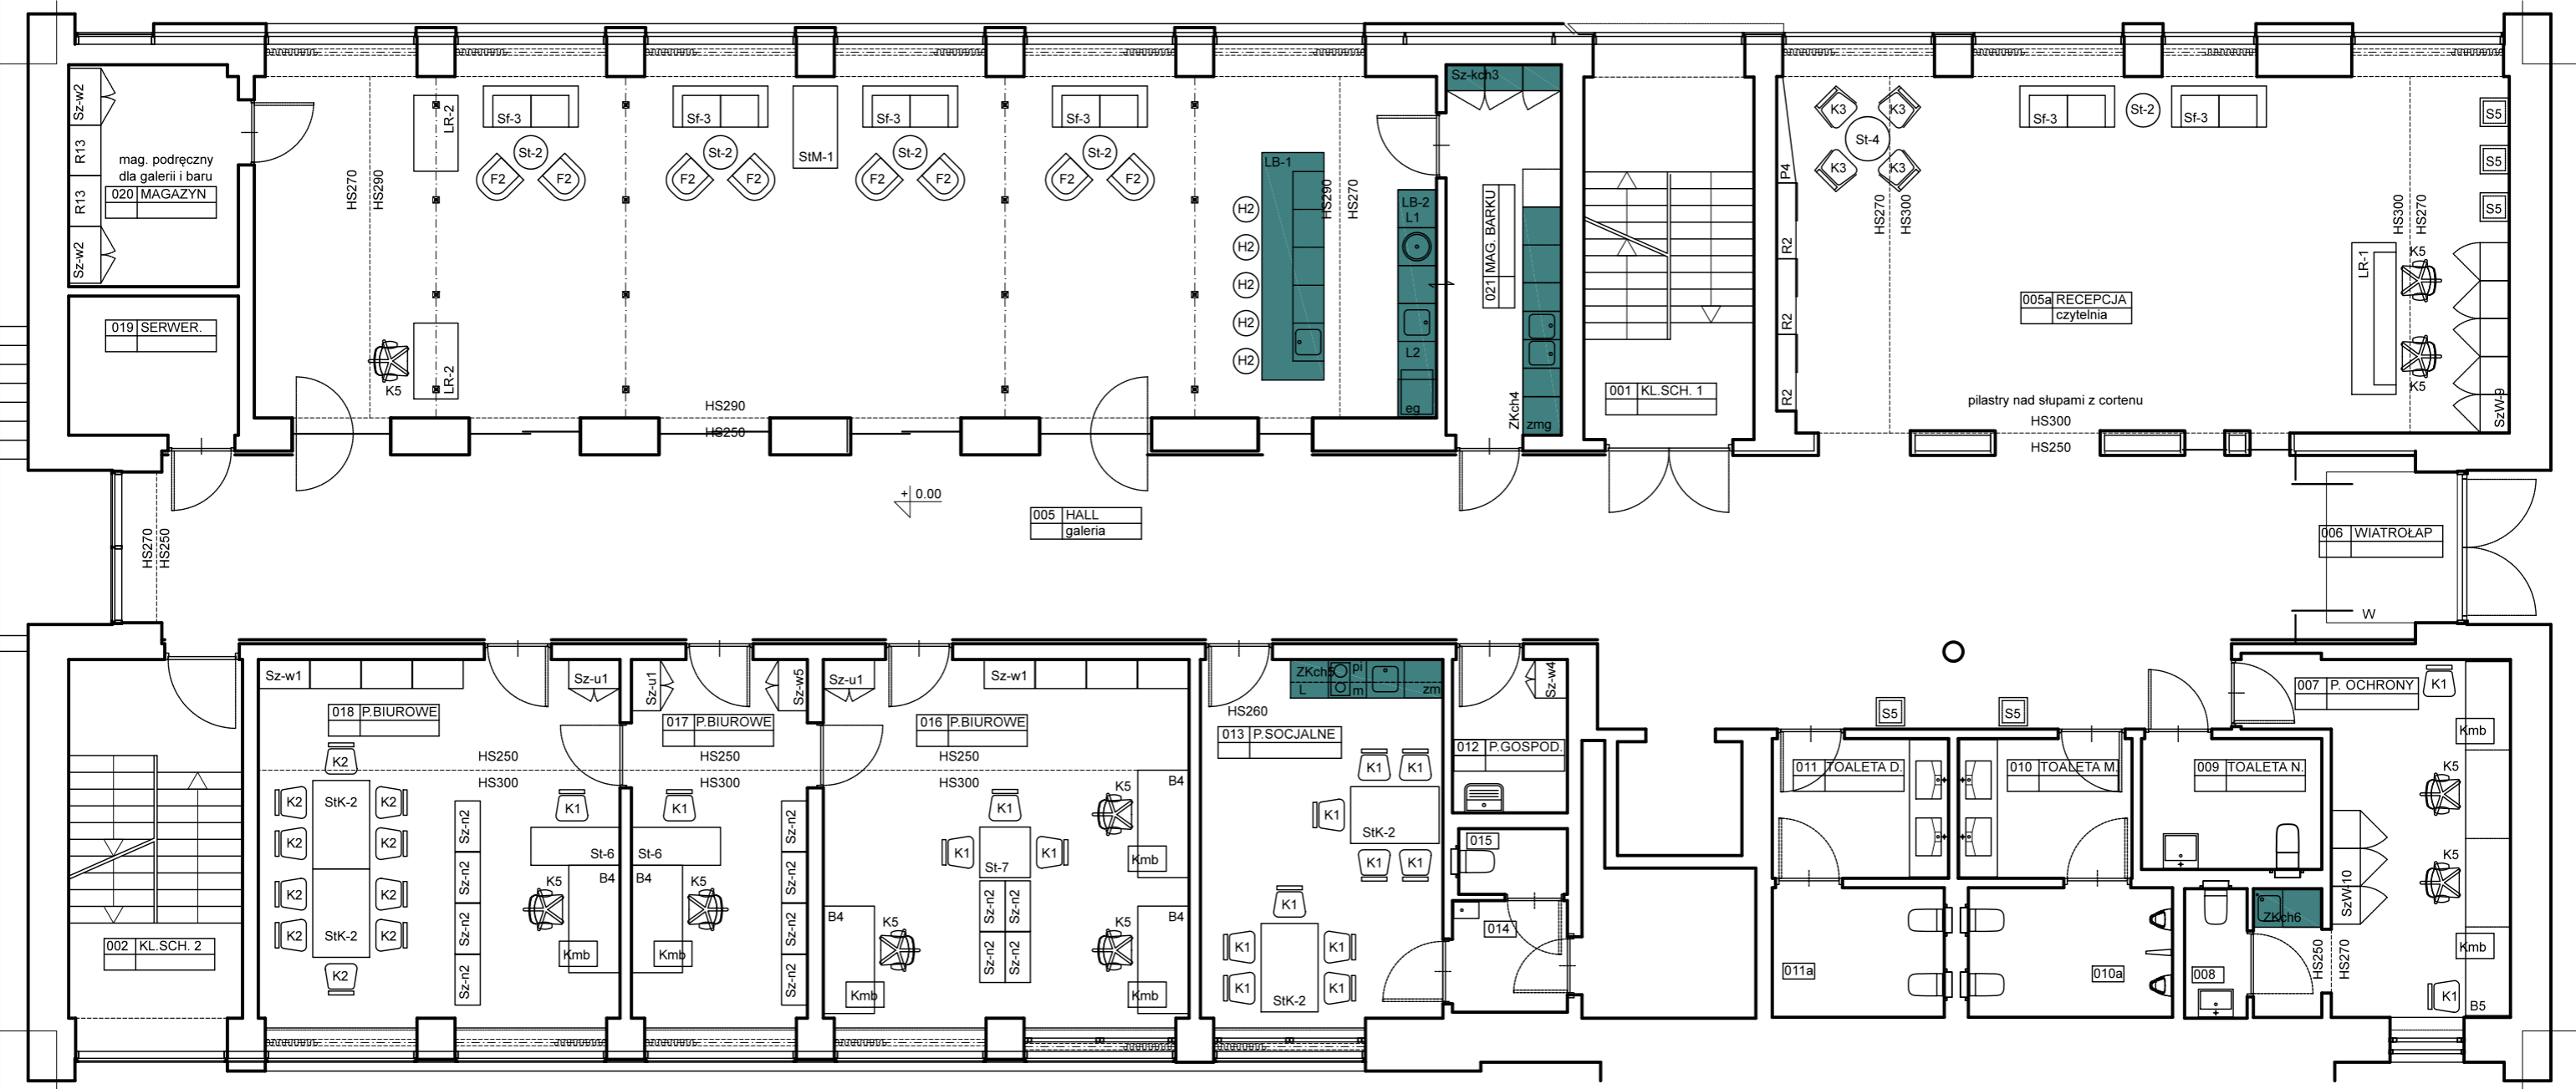 Sz-w2
R13
R13
Sz-w2
mag. podręczny
dla galerii i baru
020 MAGAZYN
019 SERWER.
HS270
HS290
LR-2
LR-2
K5
Sf-3
St-2
F2
F2
Sf-3
St-2
F2
F2
StM-1
Sf-3
St-2
F2
F2
Sf-3
St-2
F2
F2
HS290
HS250
H2
H2
H2
H2
H2
LB-1
HS290
HS270
LB-2
L1
L2
eg
Sz-kch3
021 MAG. BARKU
ZKch4
zmg
001 KL.SCH. 1
P4
R2
R2
R2
K3
K3
St-4
K3
K3
HS270
HS300
Sf-3
St-2
Sf-3
S5
S5
S5
HS300
HS270
LR-1
K5
K5
SzW-9
005a RECEPCJA
czytelnia
pilastry nad słupami z cortenu
HS300
HS250
HS270
HS250
+ 0.00
005 HALL
galeria
006 WIATROŁAP
W
002 KL.SCH. 2
Sz-w1
Sz-u1
018 P.BIUROWE
HS250
HS300
K2
K2
StK-2
K2
K2
K2
K2
K2
K2
StK-2
K2
K2
Sz-n2
Sz-n2
Sz-n2
Sz-n2
K1
St-6
B4
K5
Kmb
Sz-u1
Sz-w5
017 P.BIUROWE
HS250
HS300
K1
St-6
B4
K5
Kmb
Sz-n2
Sz-n2
Sz-n2
Sz-n2
Sz-u1
Sz-w1
016 P.BIUROWE
HS250
HS300
K1
K1
K1
St-7
Sz-n2
Sz-n2
Sz-n2
Sz-n2
B4
K5
Kmb
B4
K5
Kmb
B4
K5
Kmb
ZKch5
L
pi
m
zm
HS260
013 P.SOCJALNE
K1
K1
K1
StK-2
K1
K1
K1
K1
K1
K1
K1
StK-2
Sz-w4
012 P.GOSPOD.
015
014
S5
S5
011 TOALETA D.
010 TOALETA M.
009 TOALETA N.
011a
010a
008
ZKch6
HS250
HS270
007 P. OCHRONY
K1
Kmb
K5
K5
SzW-10
Kmb
K1
B5